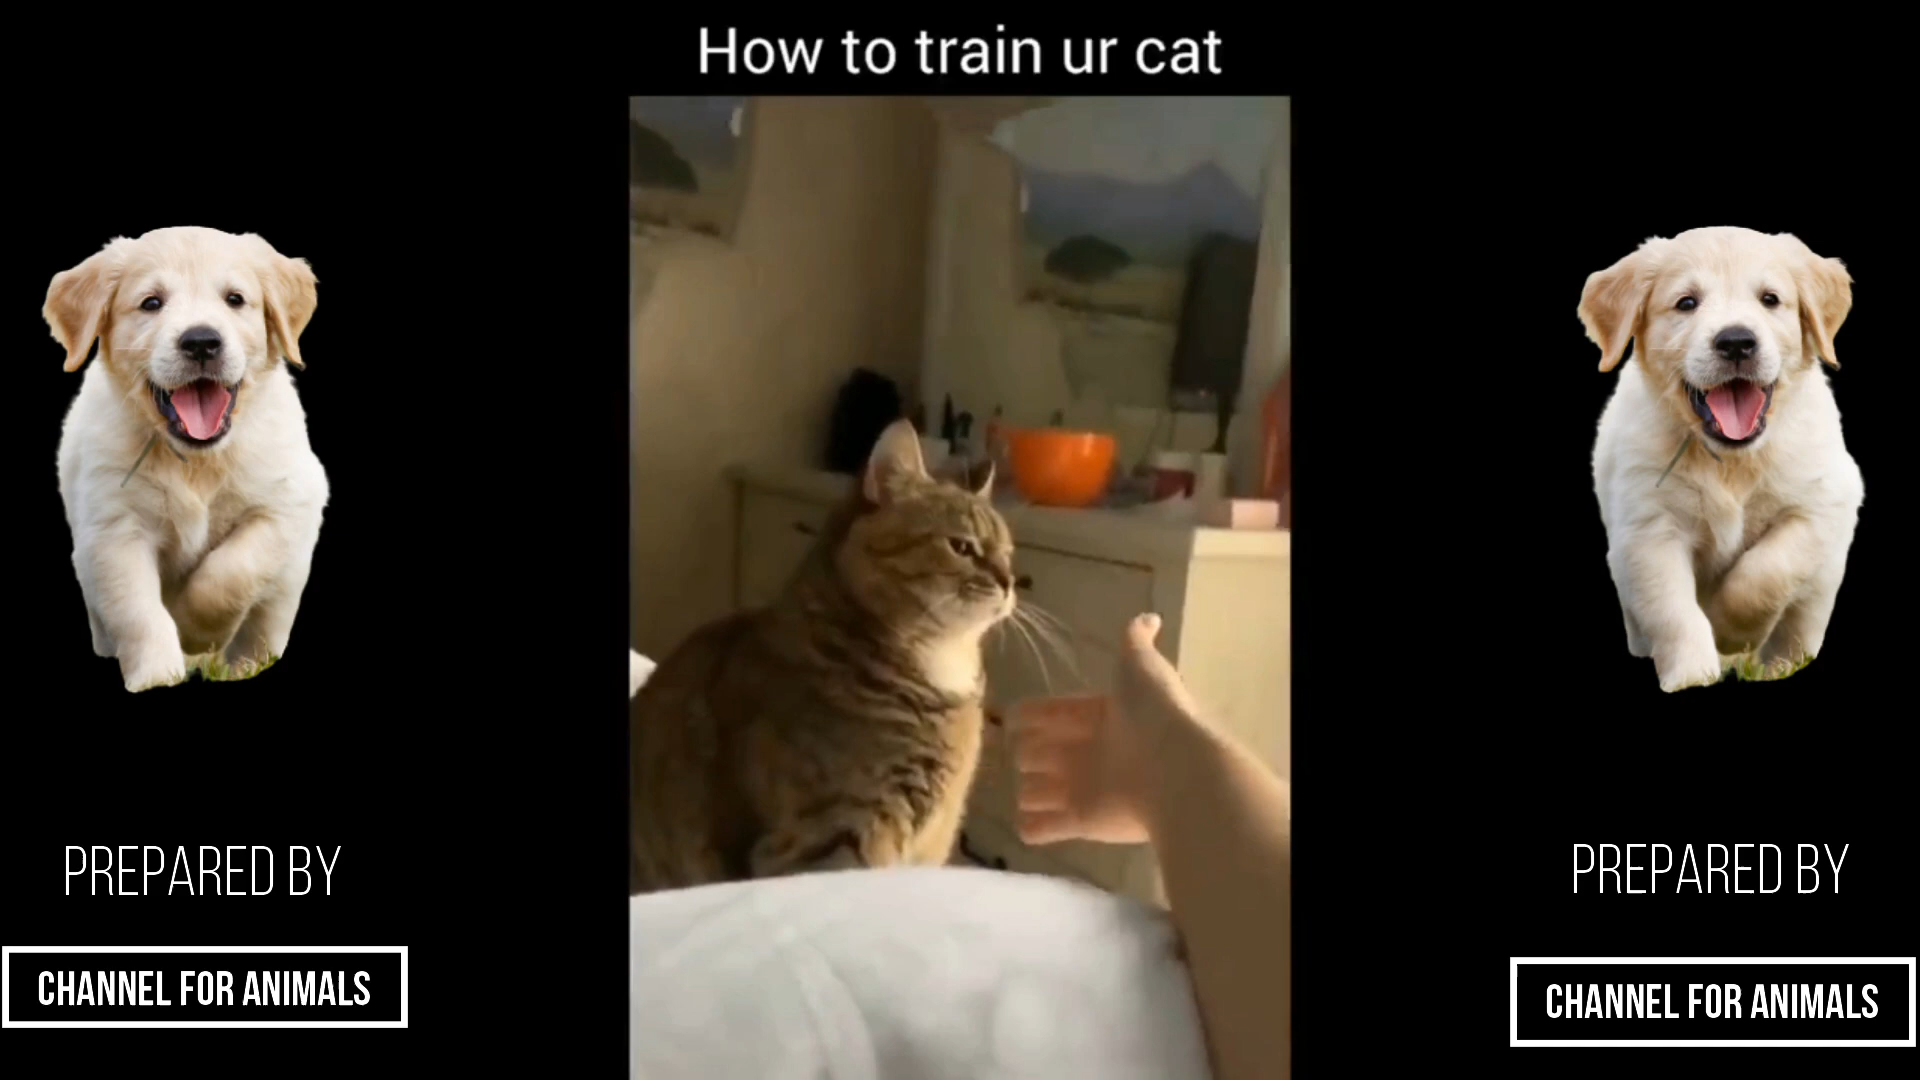 How to train ur cat
PREPARED BY
CHANNEL FOR ANIMALS
PREPARED BY
CHANNEL FOR ANIMALS